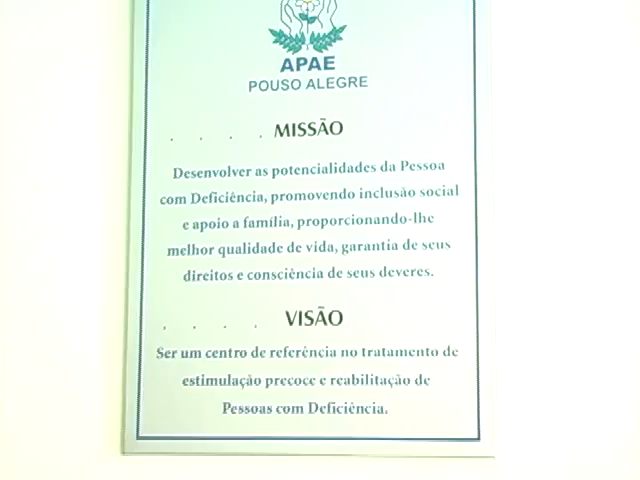 APAE
POUSO ALEGRE
. . . . MISSÃO
Desenvolver as potencialidades da Pessoa
com Deficiência, promovendo inclusão social
e apoio a família, proporcionando-lhe
melhor qualidade de vida, garantia de seus
direitos e consciência de seus deveres.
. . . . VISÃO
Ser um centro de referência no tratamento de
estimulação precoce e reabilitação de
Pessoas com Deficiência.